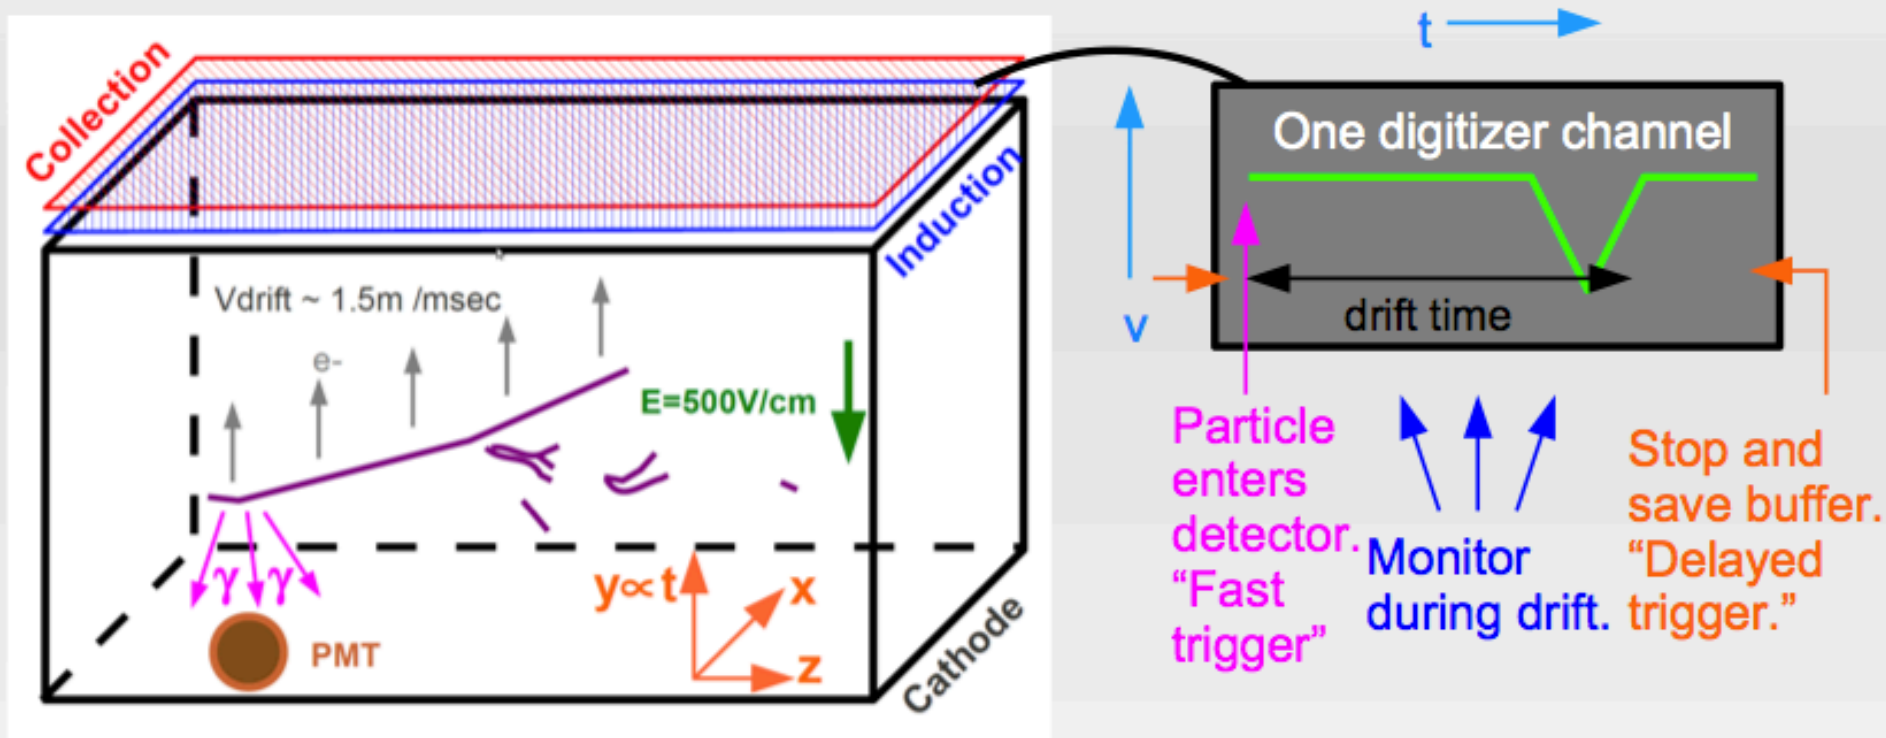 Collection
Induction
Vdrift ~ 1.5m /msec
e-
E=500V/cm
γ γ
PMT
y∝t
x
z
Cathode
t
v
One digitizer channel
drift time
Particle
enters
detector.
“Fast
trigger”
Monitor
during drift.
Stop and
save buffer.
“Delayed
trigger.”